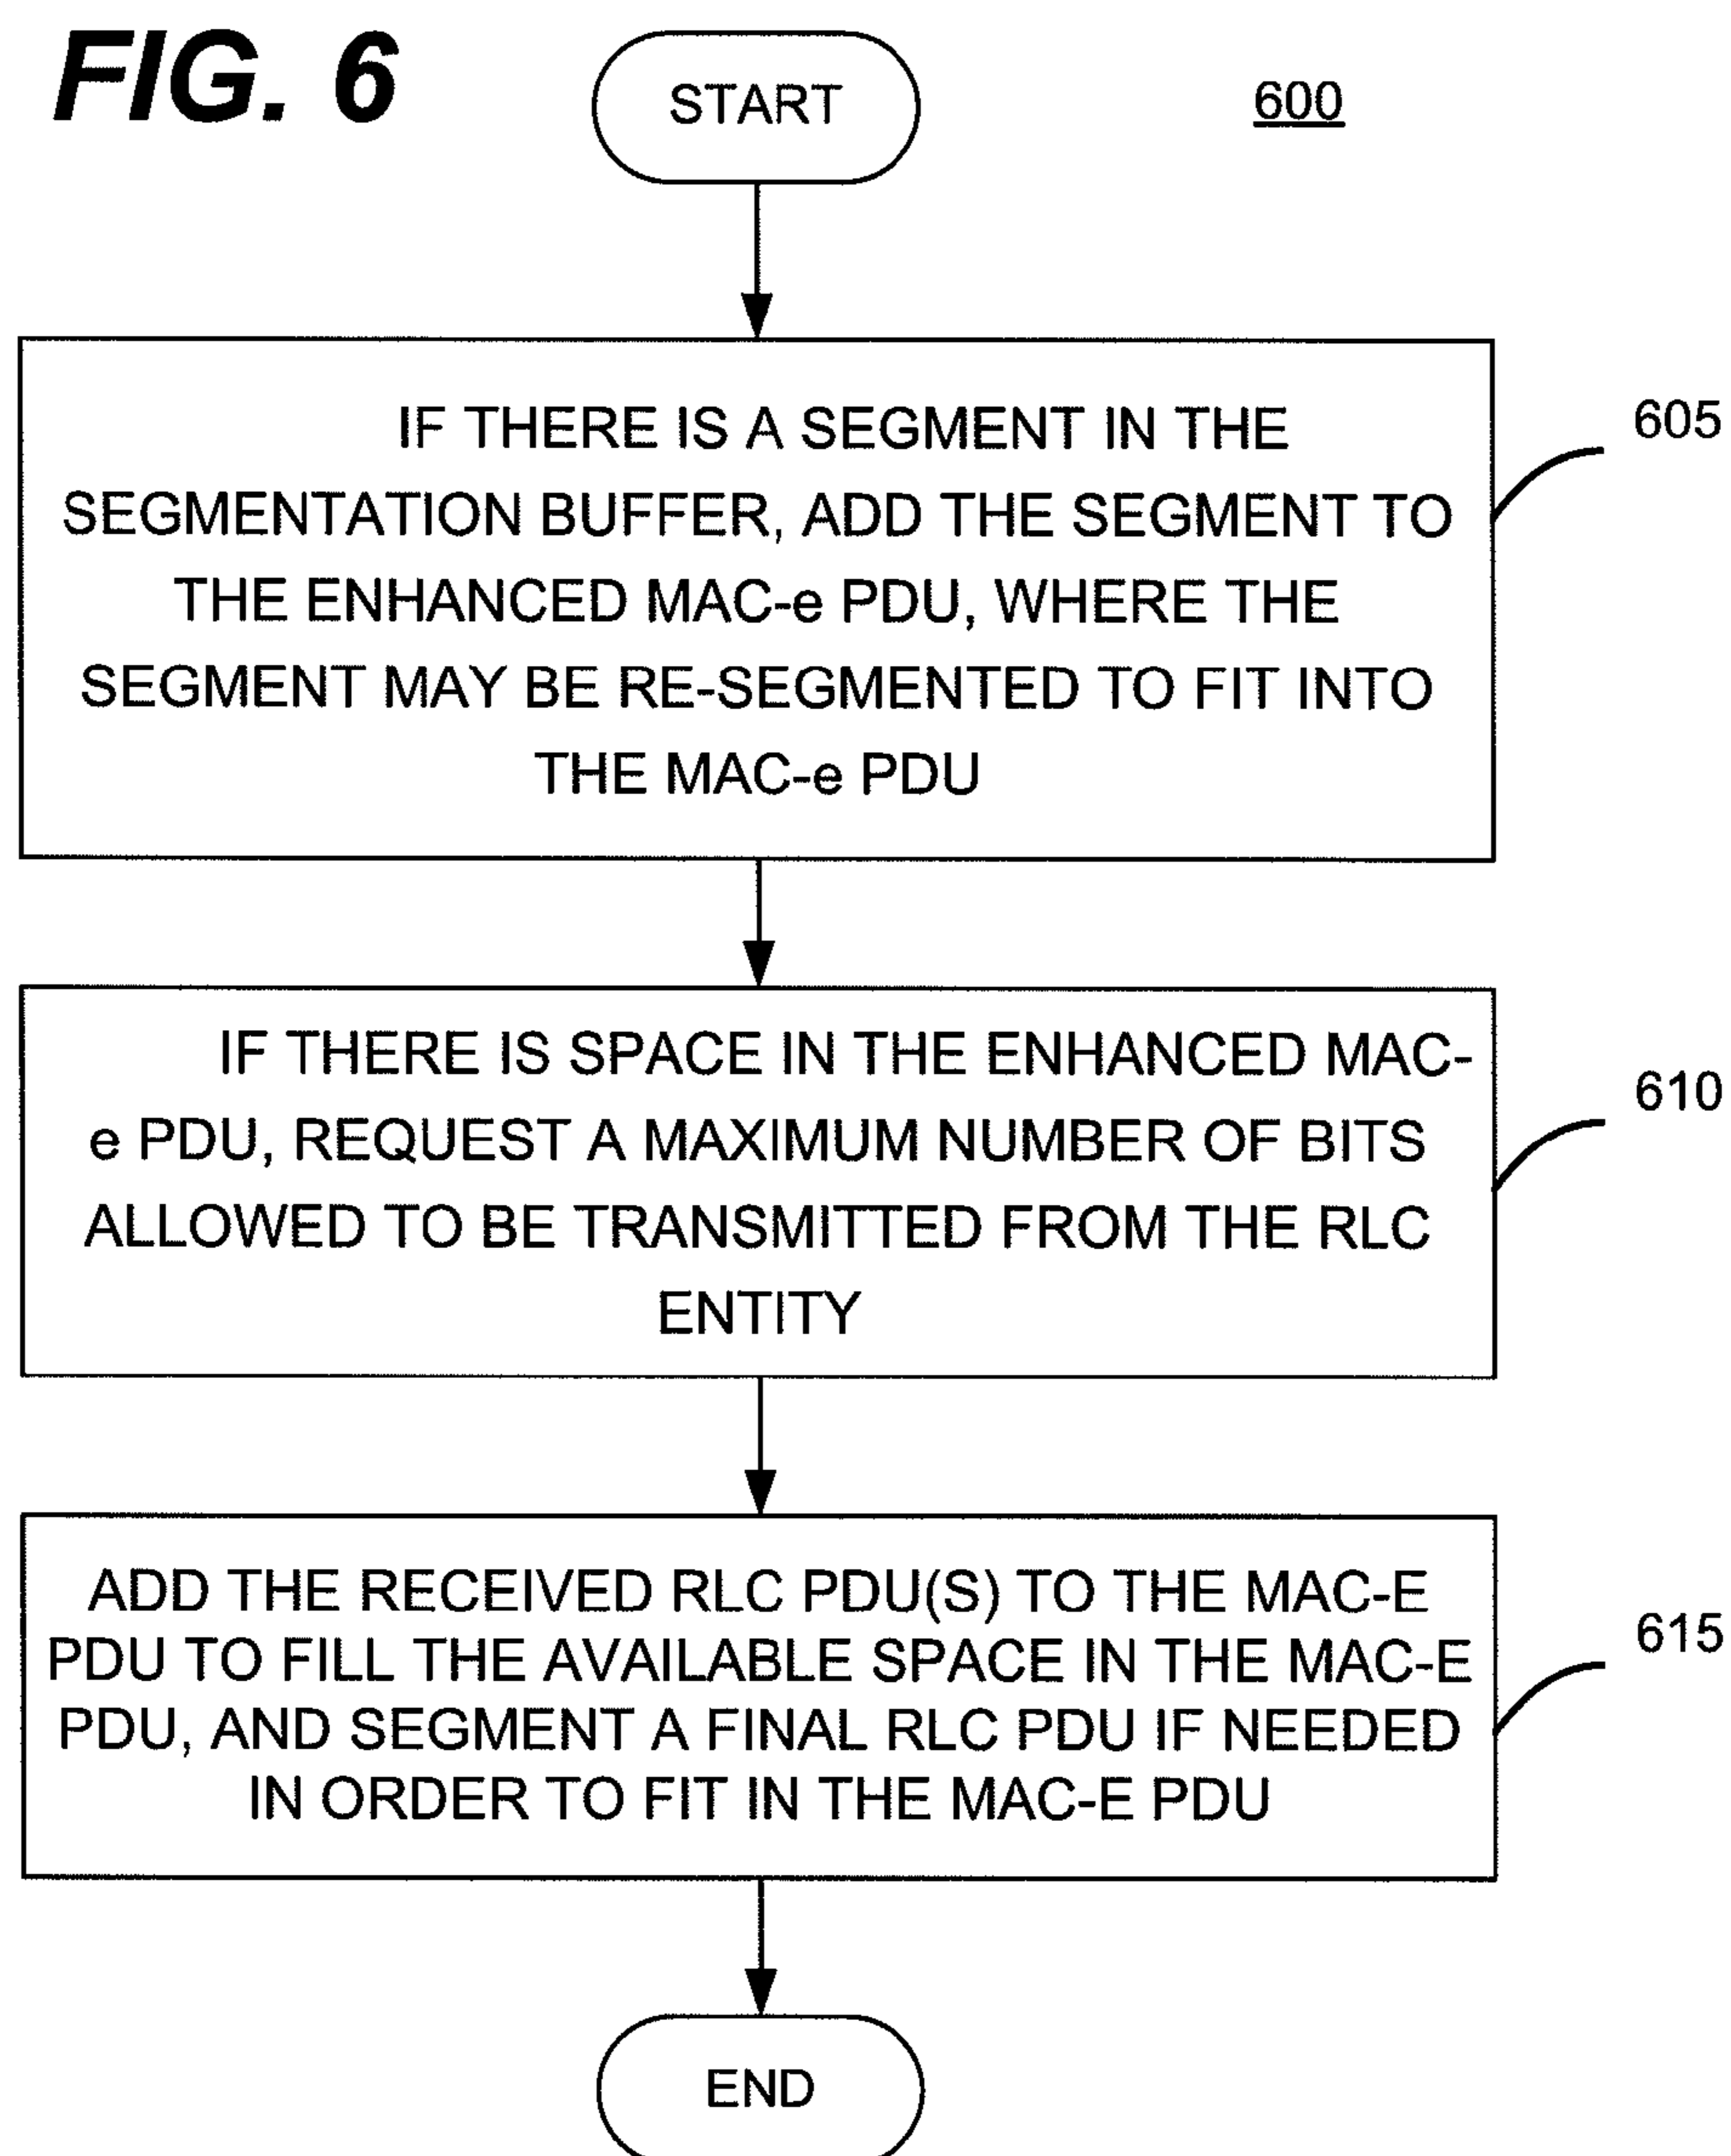 FIG. 6
START
600
IF THERE IS A SEGMENT IN THE
SEGMENTATION BUFFER, ADD THE SEGMENT TO
THE ENHANCED MAC-e PDU, WHERE THE
SEGMENT MAY BE RE-SEGMENTED TO FIT INTO
THE MAC-e PDU
605
IF THERE IS SPACE IN THE ENHANCED MAC-
e PDU, REQUEST A MAXIMUM NUMBER OF BITS
ALLOWED TO BE TRANSMITTED FROM THE RLC
ENTITY
610
ADD THE RECEIVED RLC PDU(S) TO THE MAC-E
PDU TO FILL THE AVAILABLE SPACE IN THE MAC-E
PDU, AND SEGMENT A FINAL RLC PDU IF NEEDED
IN ORDER TO FIT IN THE MAC-E PDU
615
END